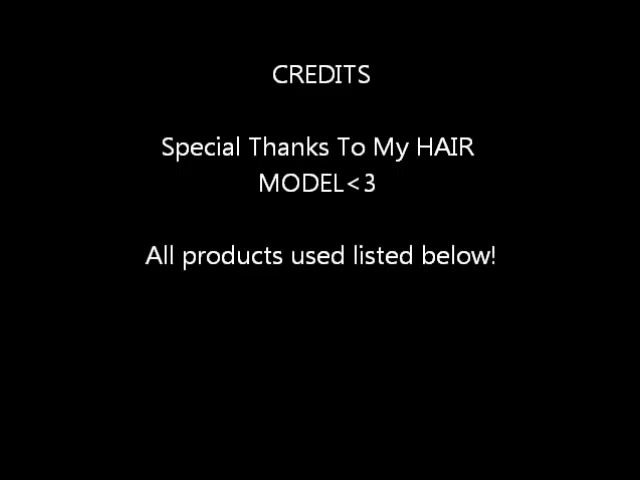 CREDITS
Special Thanks To My HAIR
MODEL<3
All products used listed below!